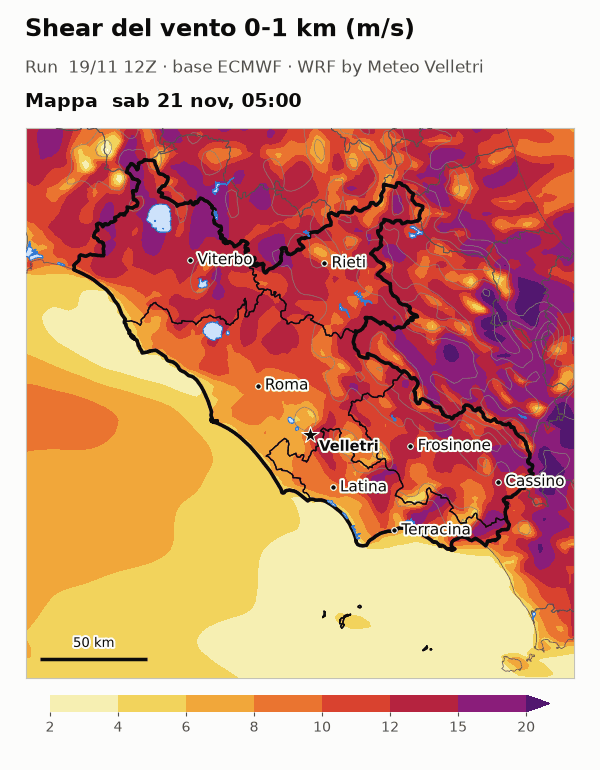 Shear del vento 0-1 km (m/s)
Run  19/11 12Z · base ECMWF · WRF by Meteo Velletri
Mappa  sab 21 nov, 05:00
Viterbo
Rieti
Roma
Velletri
Frosinone
Cassino
Latina
Terracina
50 km
2 4 6 8 10 12 15 20